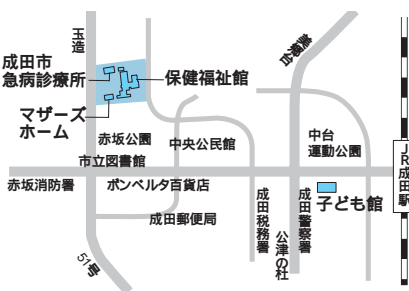 玉造
美郷台
成田市
急病診療所
保健福祉館
マザーズ
ホーム
赤坂公園
中央公民館
中台
運動公園
市立図書館
赤坂消防署
ボンベルタ百貨店
JR成田駅
子ども館
成田郵便局
成田税務署
成田警察署
公津の杜
51号